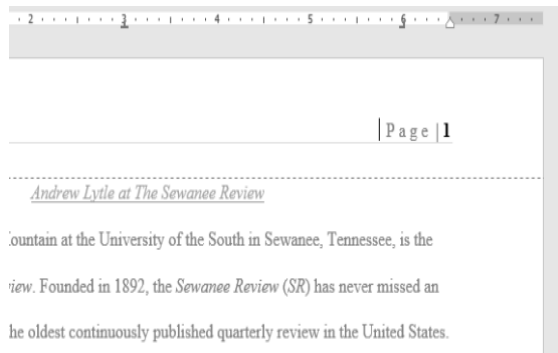 2 3 4 5 6 7
Page | 1
Andrew Lytle at The Sewanee Review
ountain at the University of the South in Sewanee, Tennessee, is the
iew. Founded in 1892, the Sewanee Review (SR) has never missed an
he oldest continuously published quarterly review in the United States.